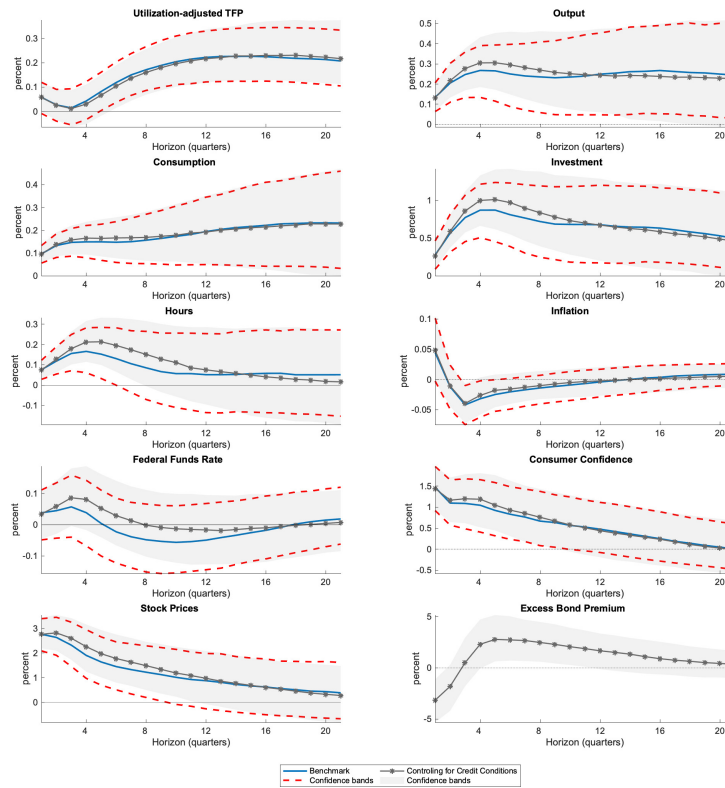 Utilization-adjusted TFP
percent
0.3
0.2
0.1
0
4 8 12 16 20
Horizon (quarters)
Output
percent
0.5
0.4
0.3
0.2
0.1
0
4 8 12 16 20
Horizon (quarters)
Consumption
percent
0.4
0.3
0.2
0.1
0
4 8 12 16 20
Horizon (quarters)
Investment
percent
1
0.5
0
4 8 12 16 20
Horizon (quarters)
Hours
percent
0.3
0.2
0.1
0
-0.1
4 8 12 16 20
Horizon (quarters)
Inflation
percent
0.1
0.05
0
-0.05
4 8 12 16 20
Horizon (quarters)
Federal Funds Rate
percent
0.1
0
-0.1
4 8 12 16 20
Horizon (quarters)
Consumer Confidence
percent
1.5
1
0.5
0
-0.5
4 8 12 16 20
Horizon (quarters)
Stock Prices
percent
3
2
1
0
4 8 12 16 20
Horizon (quarters)
Excess Bond Premium
percent
5
0
-5
4 8 12 16 20
Horizon (quarters)
Benchmark
Confidence bands
Controling for Credit Conditions
Confidence bands